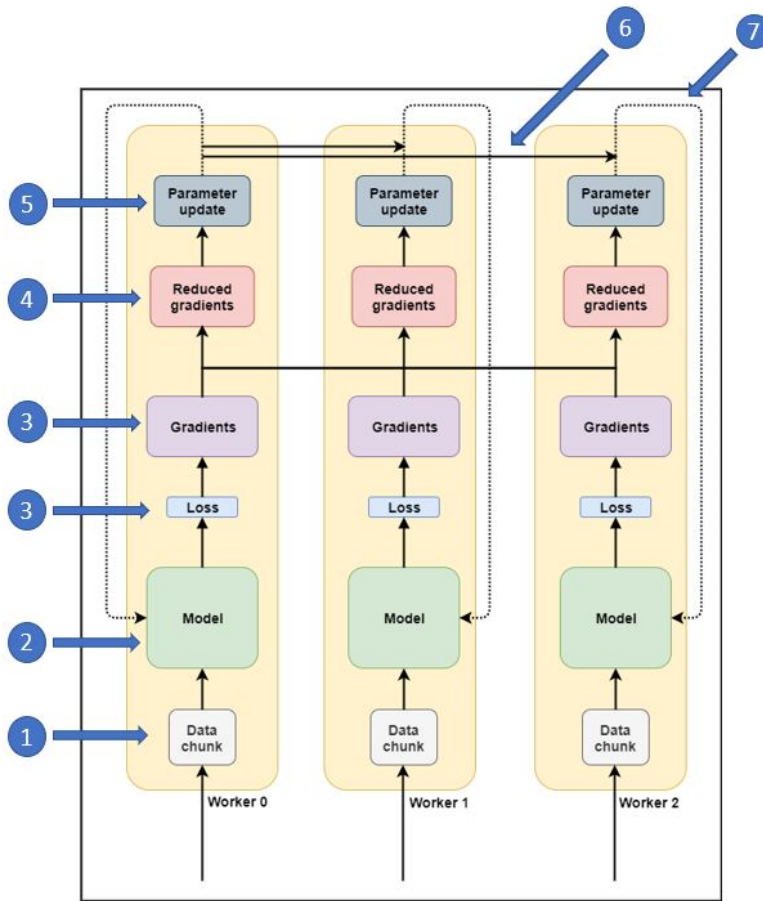 6
7
5
Parameter
update
Parameter
update
Parameter
update
4
Reduced
gradients
Reduced
gradients
Reduced
gradients
3
Gradients
Gradients
Gradients
3
Loss
Loss
Loss
2
Model
Model
Model
1
Data
chunk
Data
chunk
Data
chunk
Worker 0
Worker 1
Worker 2